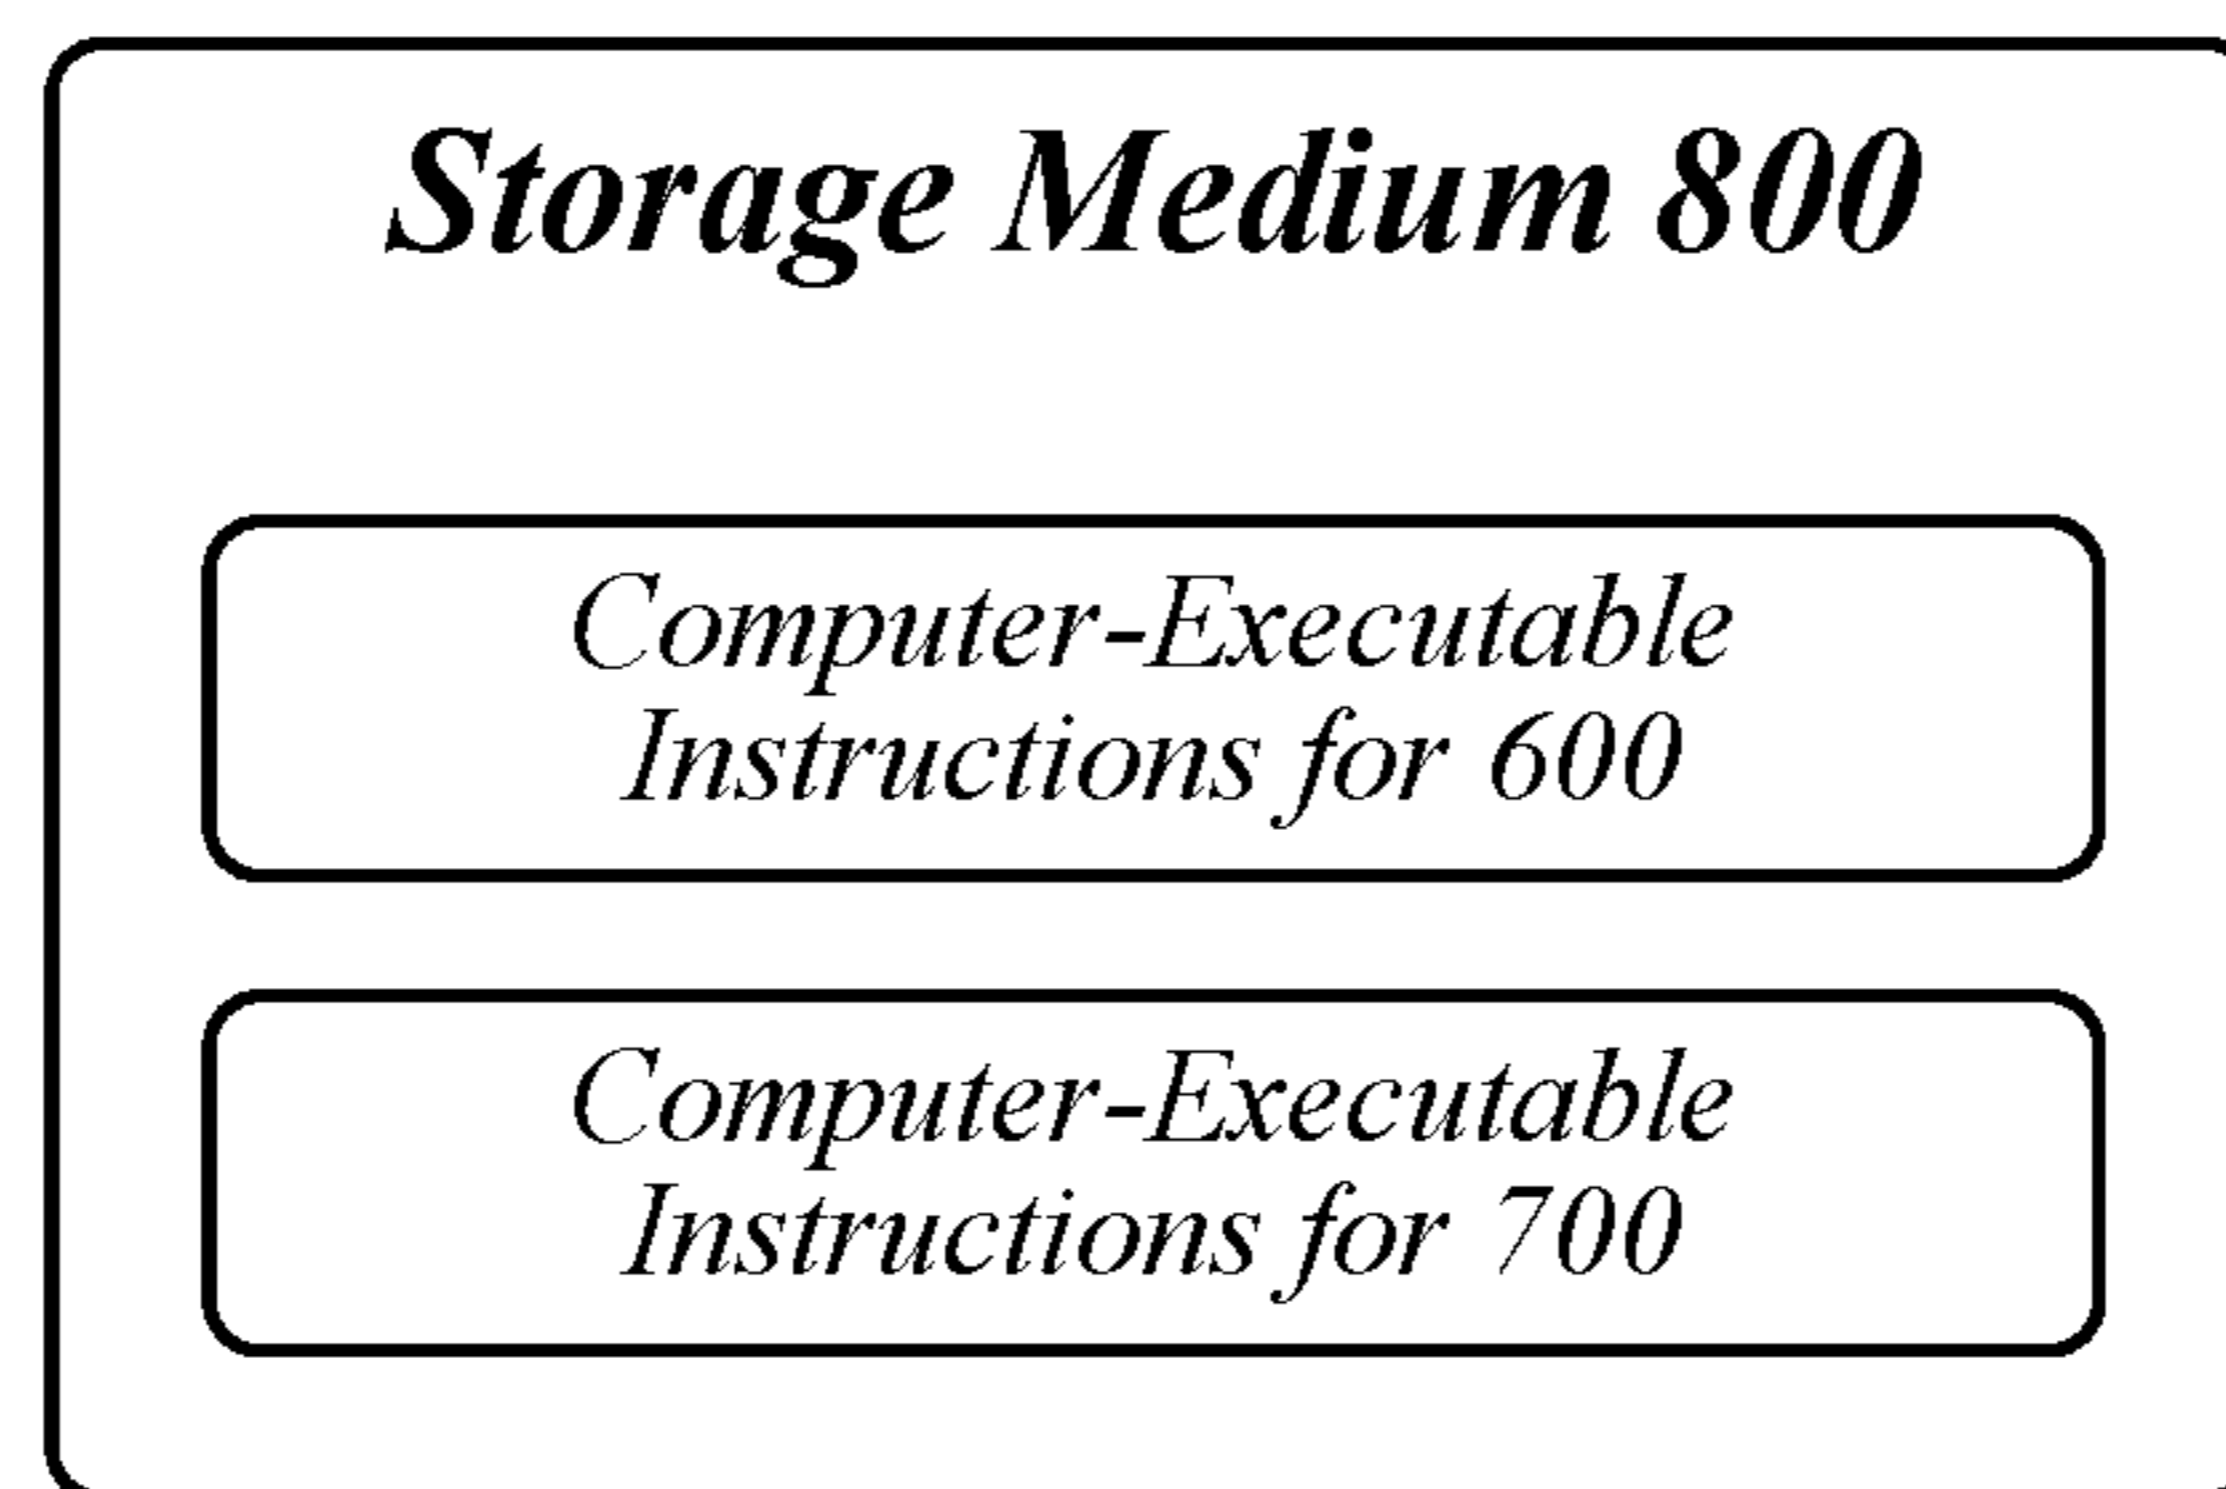 Storage Medium 800
Computer-Executable
Instructions for 600
Computer-Executable
Instructions for 700